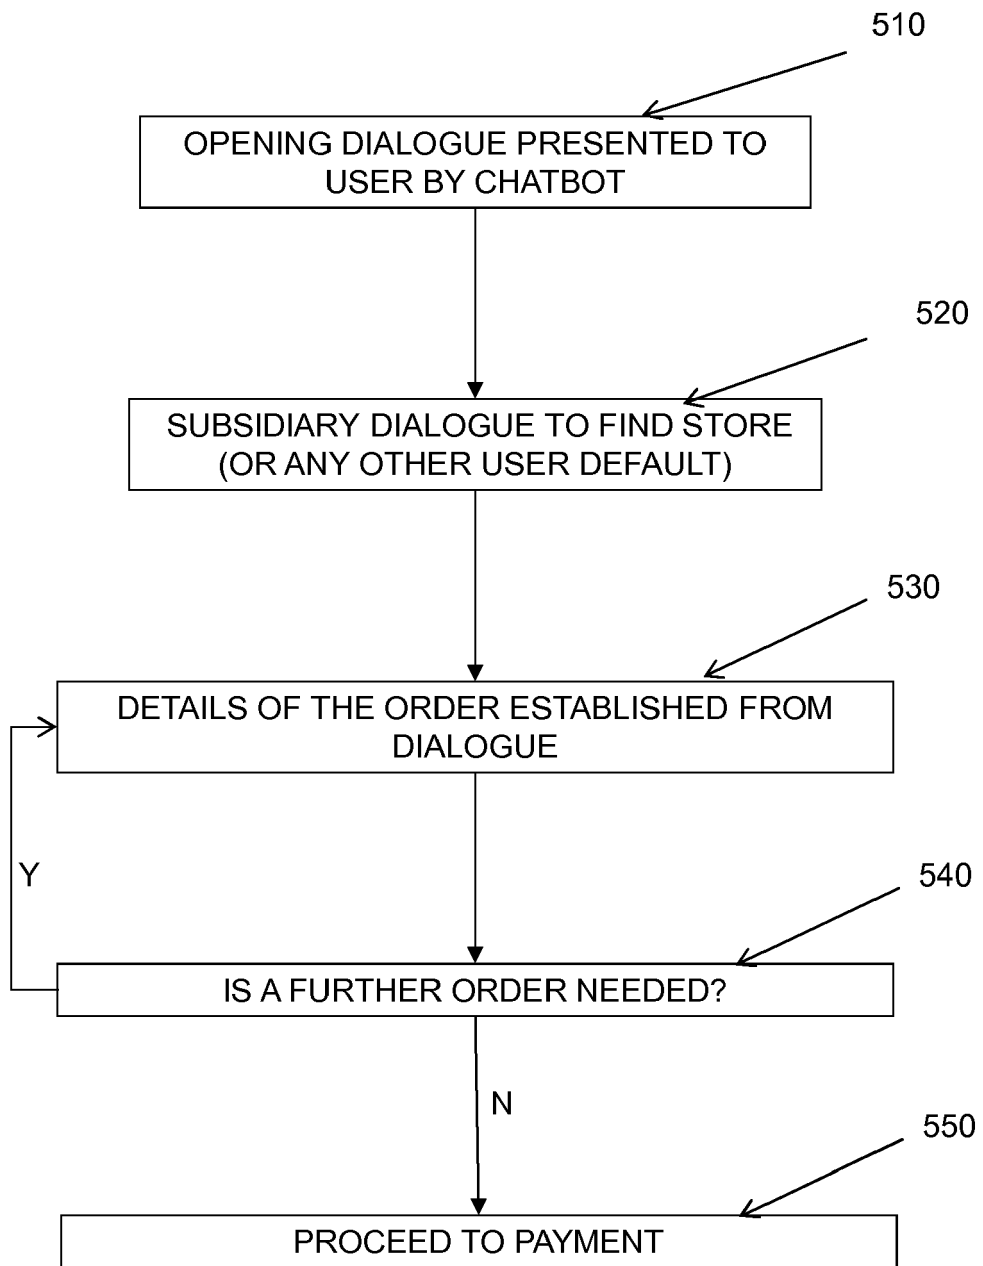 510
OPENING DIALOGUE PRESENTED TO
USER BY CHATBOT
520
SUBSIDIARY DIALOGUE TO FIND STORE
(OR ANY OTHER USER DEFAULT)
530
DETAILS OF THE ORDER ESTABLISHED FROM
DIALOGUE
Y
540
IS A FURTHER ORDER NEEDED?
N
550
PROCEED TO PAYMENT